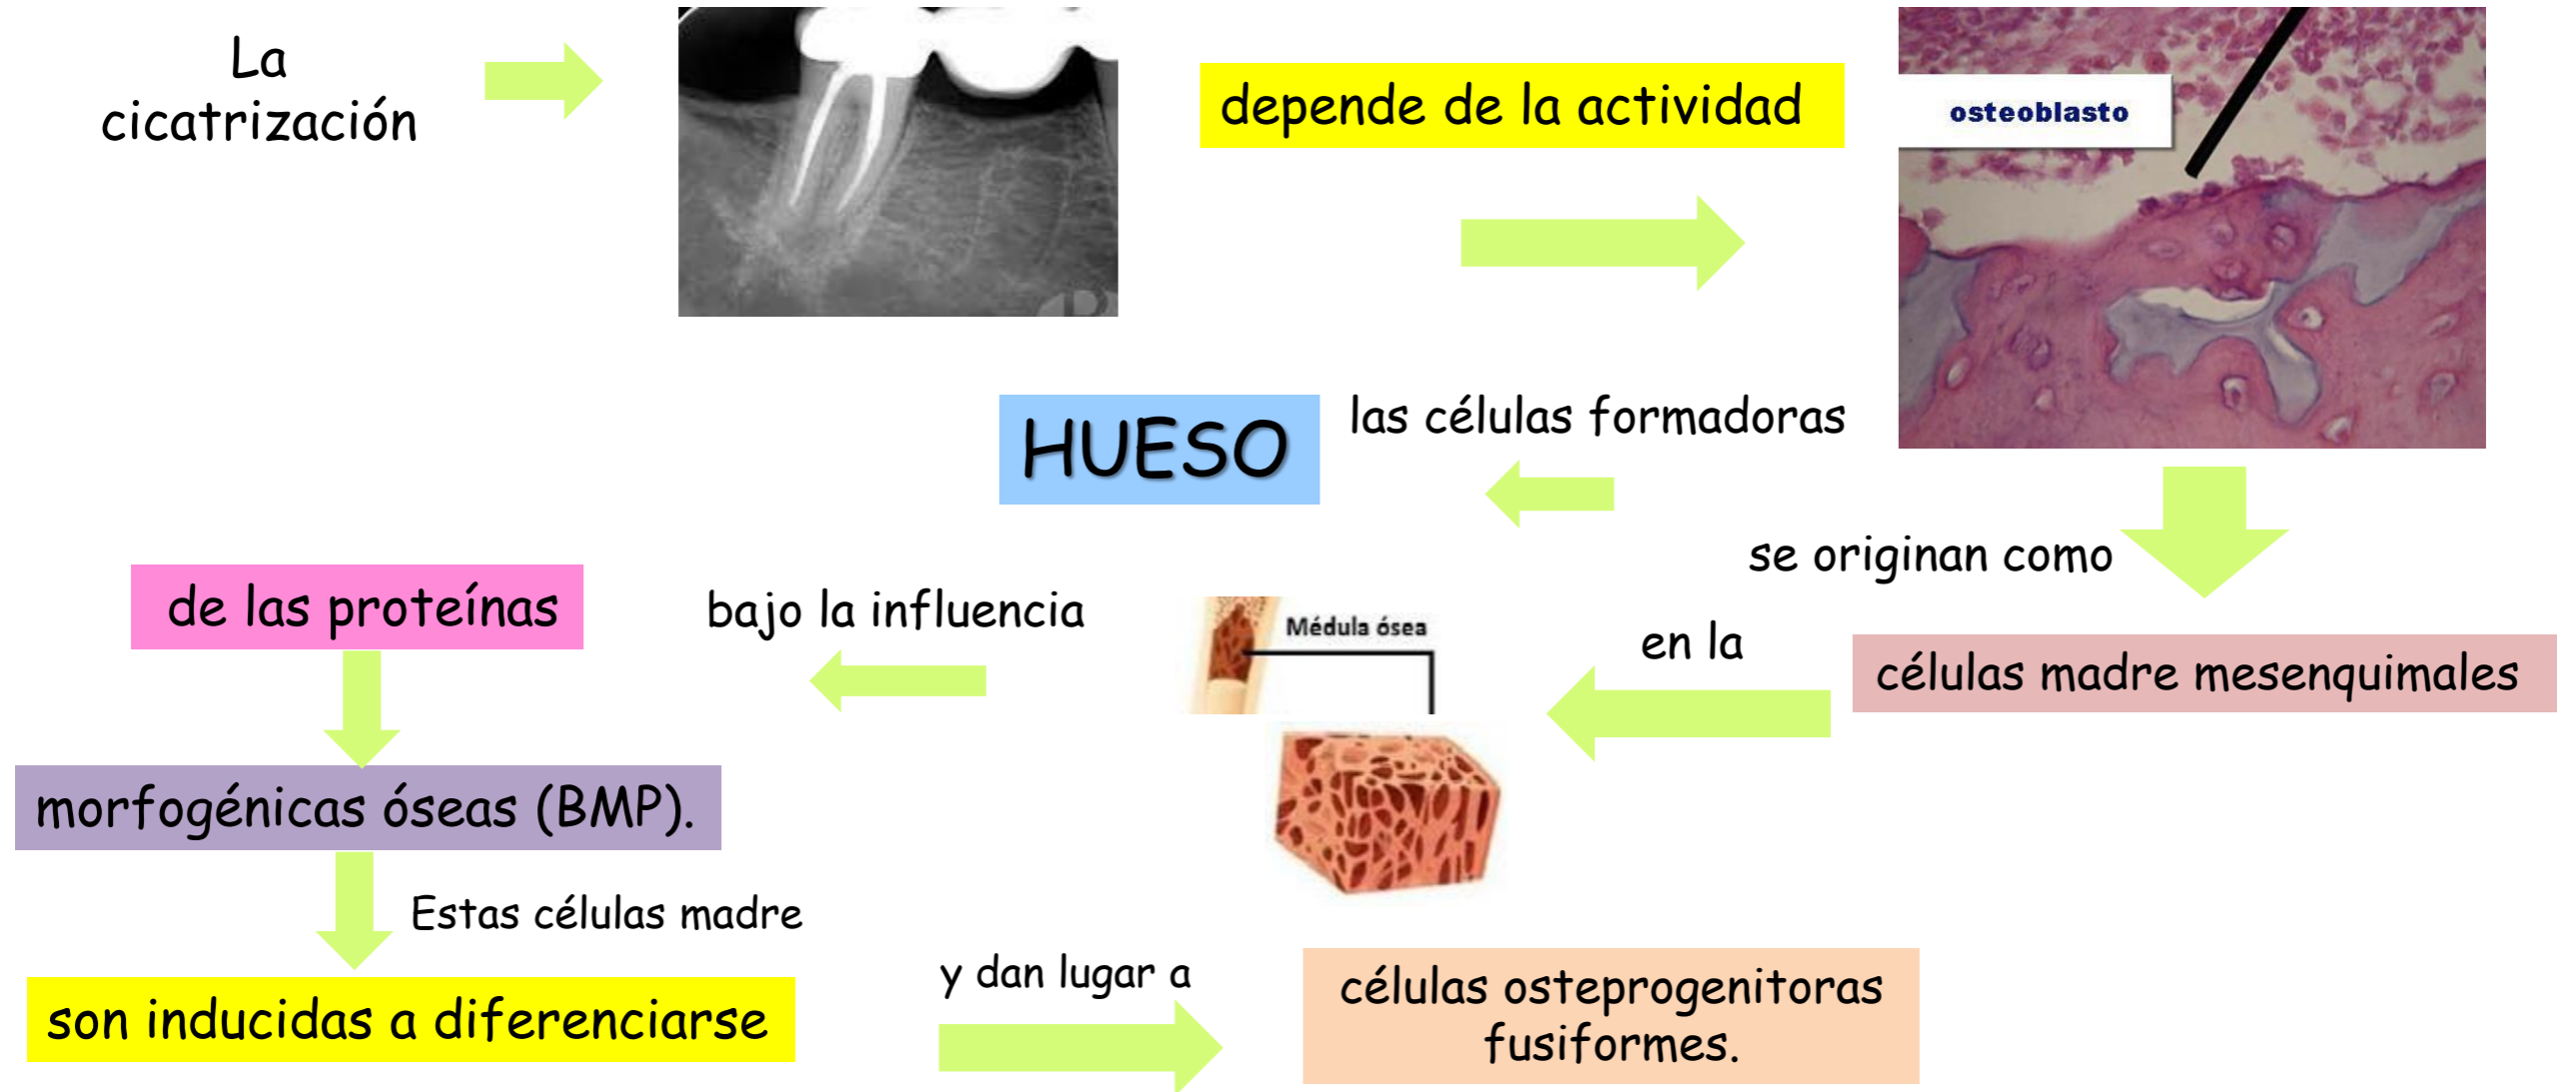 La
cicatrización
depende de la actividad
osteoblasto
las células formadoras
HUESO
se originan como
células madre mesenquimales
en la
Médula ósea
bajo la influencia
de las proteínas
morfogénicas óseas (BMP).
Estas células madre
son inducidas a diferenciarse
y dan lugar a
células osteprogenitoras
fusiformes.